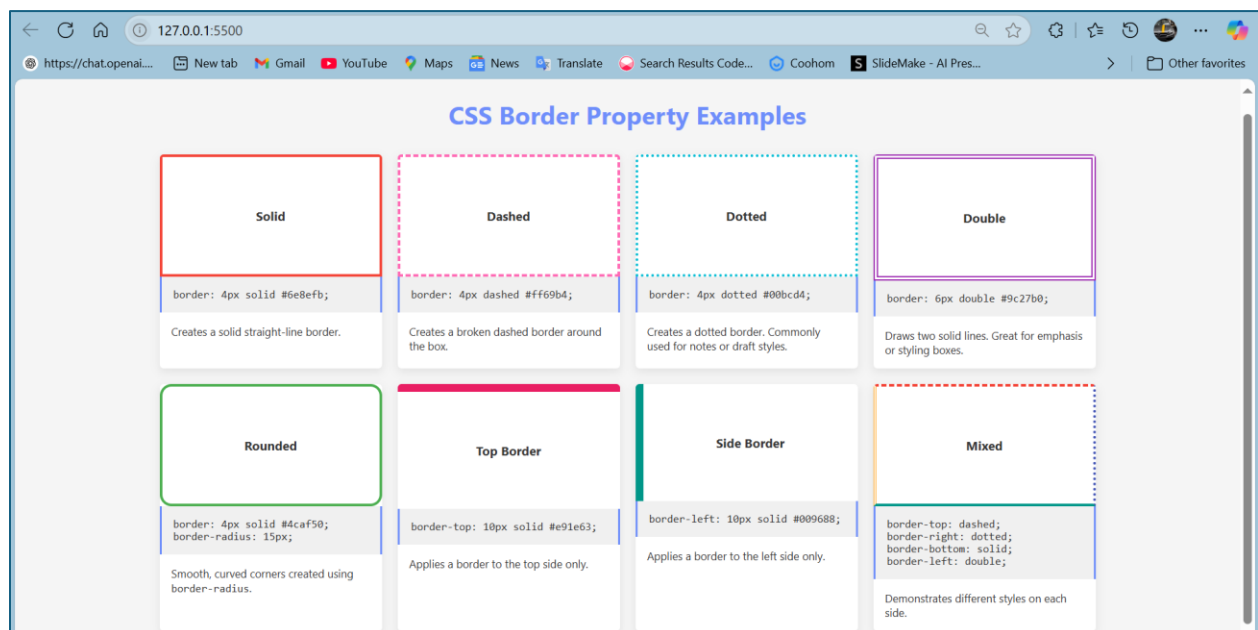 127.0.0.1:5500
https://chat.openai.... New tab Gmail YouTube Maps GE News Translate Search Results Code... Coohom S SlideMake - AI Pres... Other favorites
CSS Border Property Examples
Solid
border: 4px solid #6e8efb;
Creates a solid straight-line border.
Dashed
border: 4px dashed #ff69b4;
Creates a broken dashed border around
the box.
Dotted
border: 4px dotted #00bcd4;
Creates a dotted border. Commonly
used for notes or draft styles.
Double
border: 6px double #9c27b0;
Draws two solid lines. Great for emphasis
or styling boxes.
Rounded
border: 4px solid #4caf50;
border-radius: 15px;
Smooth, curved corners created using
border-radius.
Top Border
border-top: 10px solid #e91e63;
Applies a border to the top side only.
Side Border
border-left: 10px solid #009688;
Applies a border to the left side only.
Mixed
border-top: dashed;
border-right: dotted;
border-bottom: solid;
border-left: double;
Demonstrates different styles on each
side.